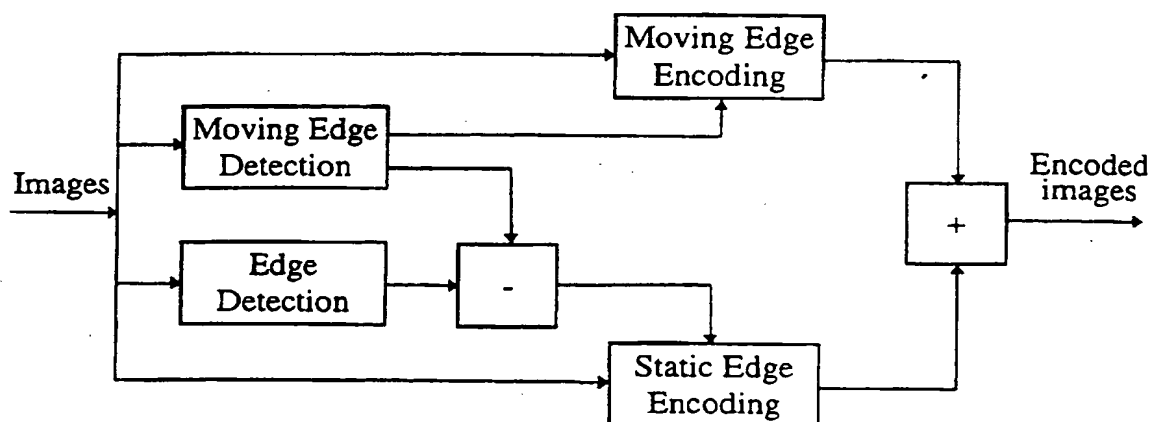 Moving Edge
Encoding
Moving Edge
Detection
Images
Encoded
images
+
Edge
Detection
-
Static Edge
Encoding